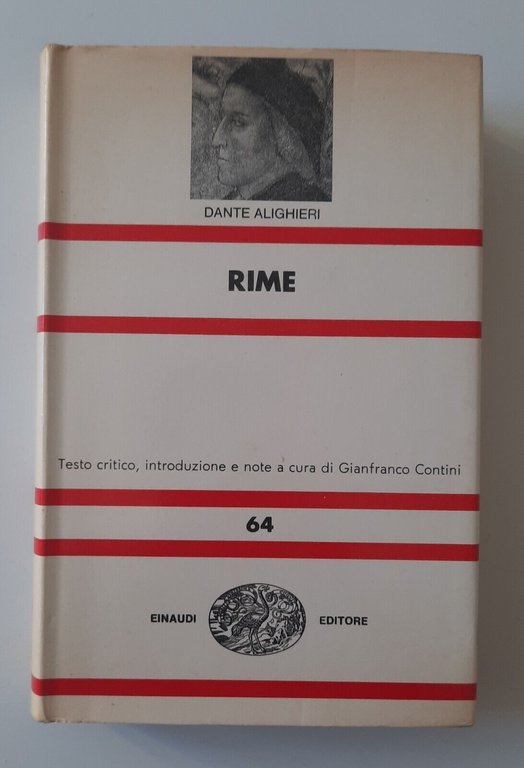 DANTE ALIGHIERI
RIME
Testo critico, introduzione e note a cura di Gianfranco Contini
64
EINAUDI EDITORE